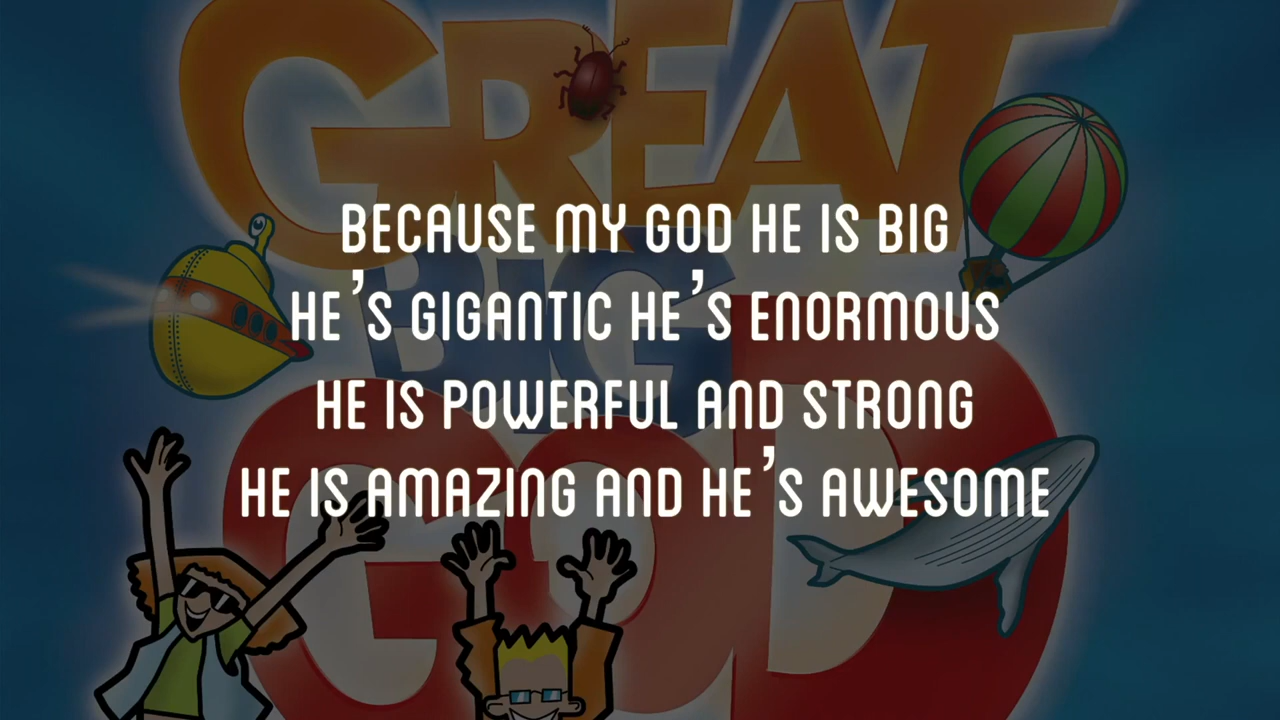 GREAT
BIG
GOD
BECAUSE MY GOD HE IS BIG
HE'S GIGANTIC HE'S ENORMOUS
HE IS POWERFUL AND STRONG
HE IS AMAZING AND HE'S AWESOME